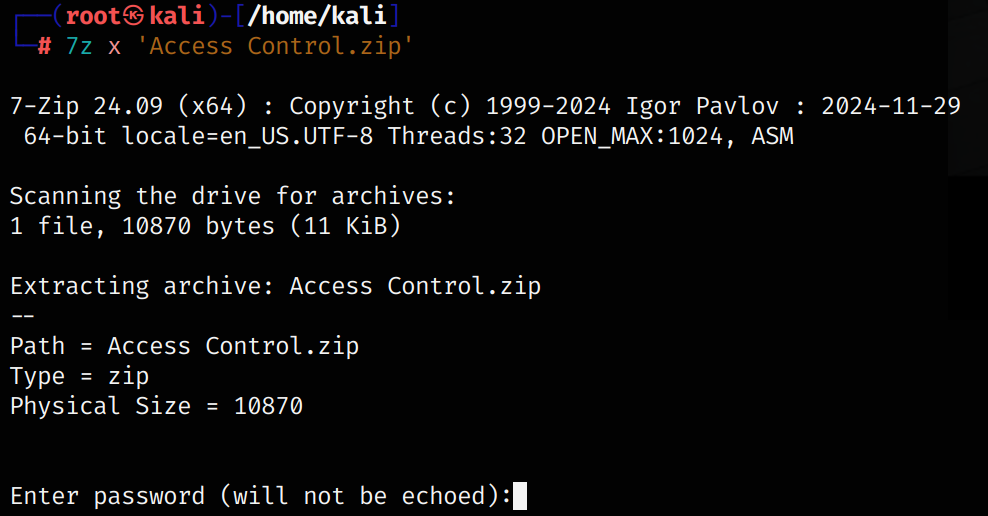 ┌──(root㉿kali)-[/home/kali]
└─# 7z x 'Access Control.zip'
7-Zip 24.09 (x64) : Copyright (c) 1999-2024 Igor Pavlov : 2024-11-29
 64-bit locale=en_US.UTF-8 Threads:32 OPEN_MAX:1024, ASM
Scanning the drive for archives:
1 file, 10870 bytes (11 KiB)
Extracting archive: Access Control.zip
--
Path = Access Control.zip
Type = zip
Physical Size = 10870
Enter password (will not be echoed):